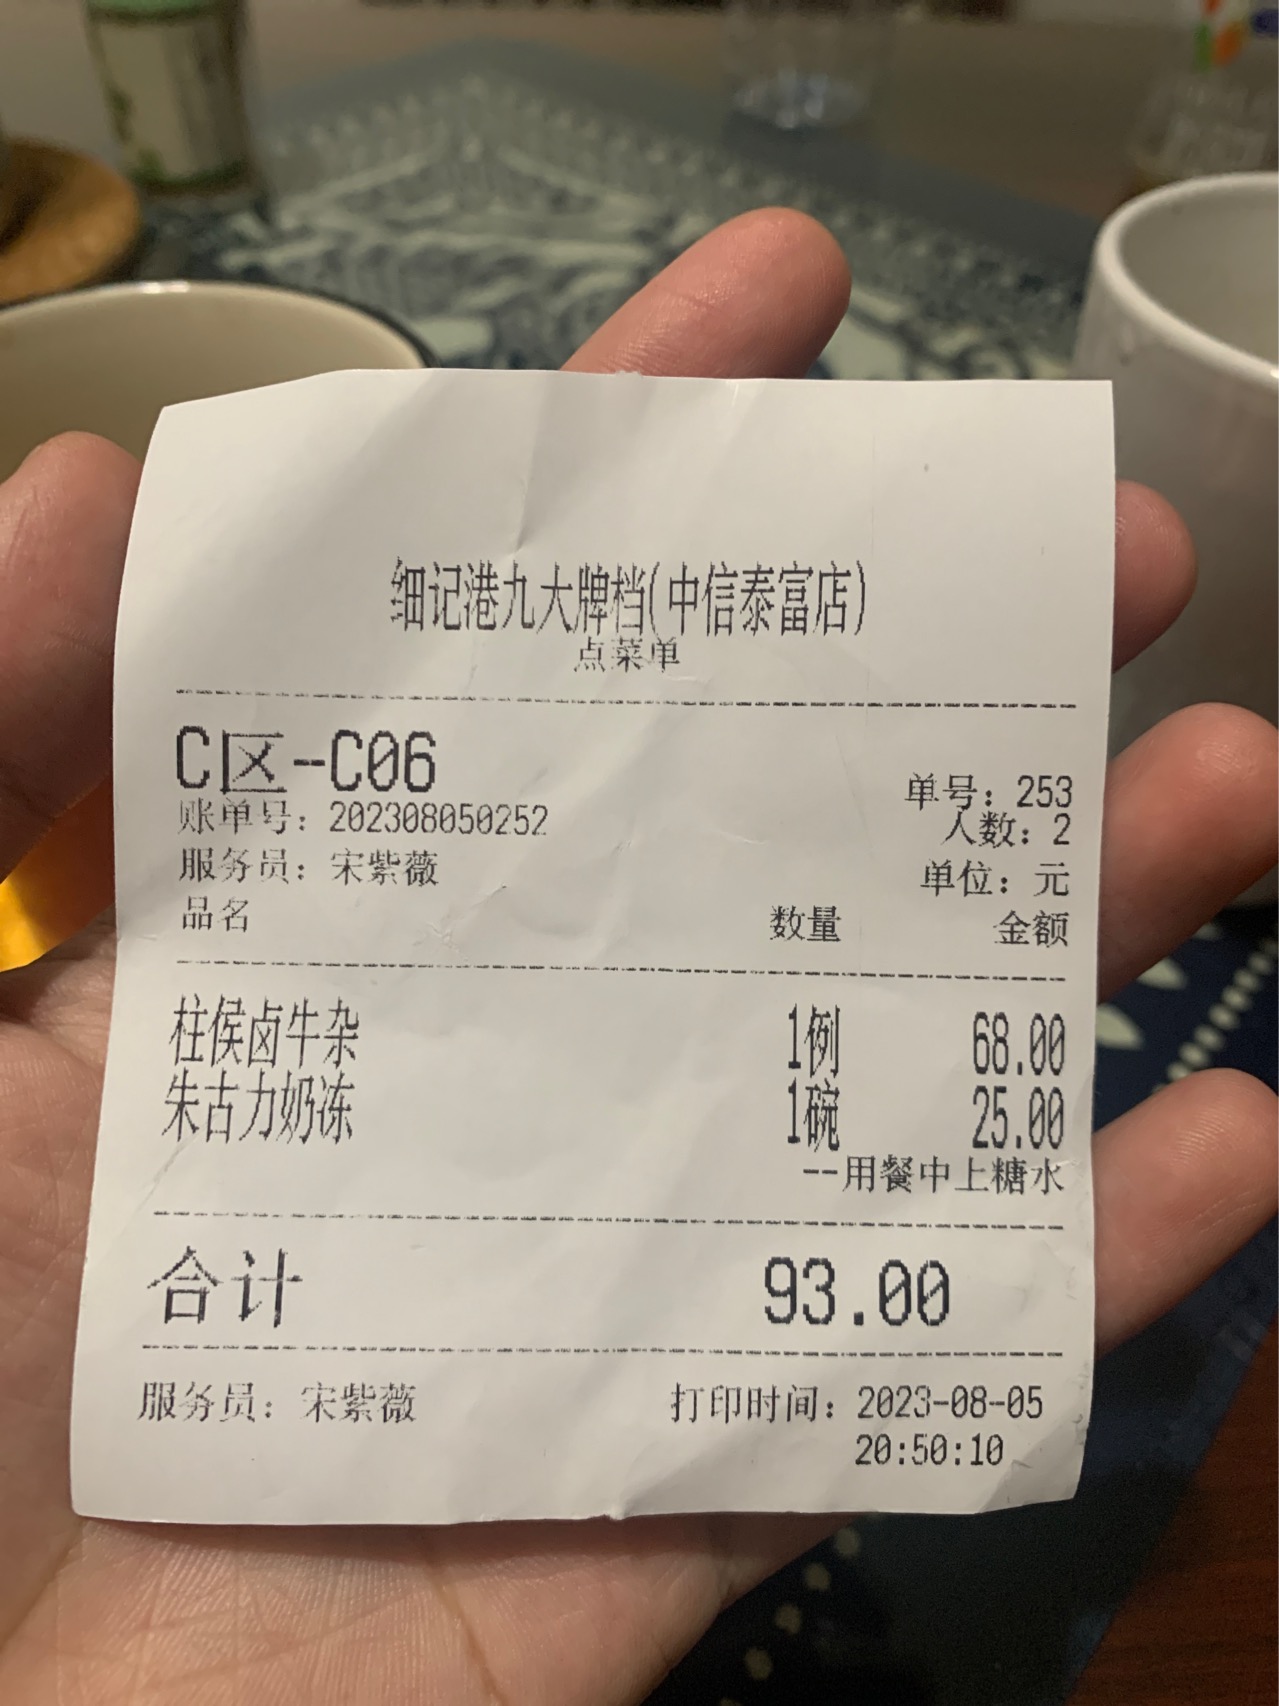 细记港九大牌档(中信泰富店)
点菜单
C区-C06
单号：253
账单号：202308050252
人数：2
服务员：宋紫薇
单位：元
品名 数量 金额
柱侯卤牛杂 1例 68.00
朱古力奶冻 1碗 25.00
--用餐中上糖水
合计 93.00
服务员：宋紫薇 打印时间：2023-08-05
20:50:10